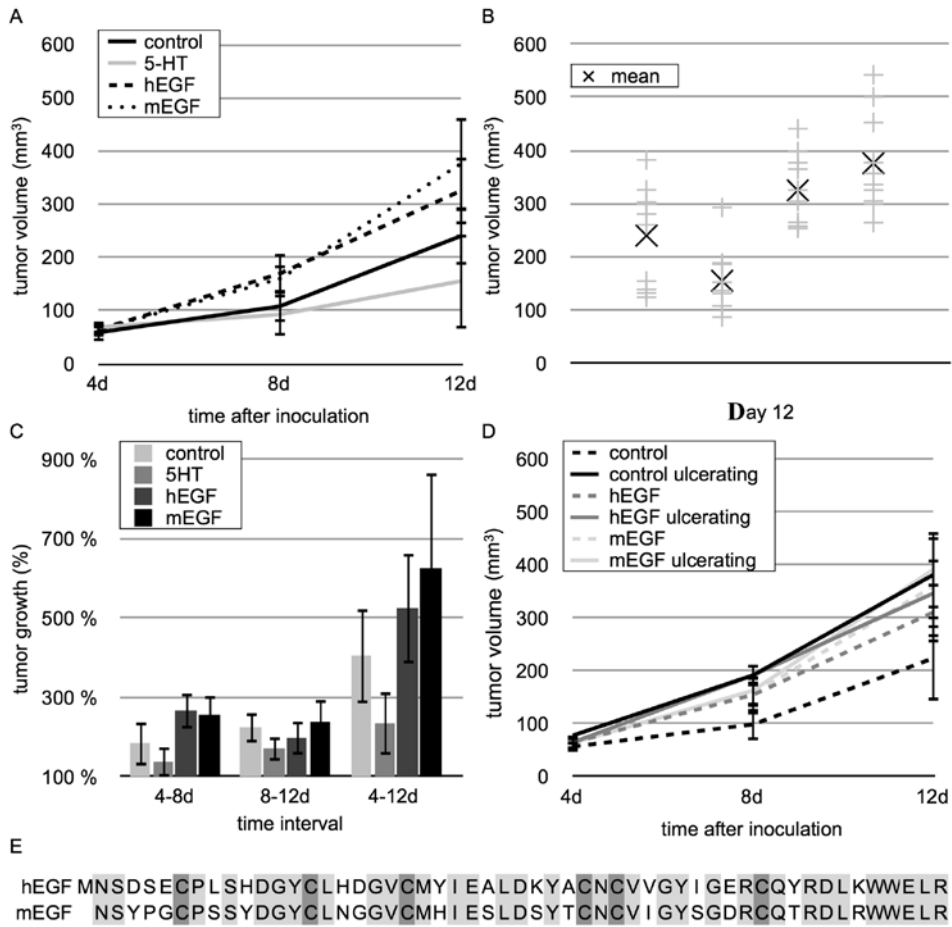 A
tumor volume (mm³)
600
500
400
300
200
100
0
control
5-HT
hEGF
mEGF
4d
8d
12d
time after inoculation
B
tumor volume (mm³)
600
500
400
300
200
100
0
mean
Day 12
C
tumor growth (%)
900 %
700 %
500 %
300 %
100 %
control
5HT
hEGF
mEGF
4-8d
8-12d
4-12d
time interval
D
tumor volume (mm³)
600
500
400
300
200
100
0
control
control ulcerating
hEGF
hEGF ulcerating
mEGF
mEGF ulcerating
4d
8d
12d
time after inoculation
E
hEGF MNSDSECPLSHDGYCLHDGVCMYIEALDKYACNCVVGYIGERCQYRDLKWWELR
mEGF NSYPGCPSSYDGYCLNGGVCMHIESLDSYTCNCVIGYSGDRCQTRDLKWWELR